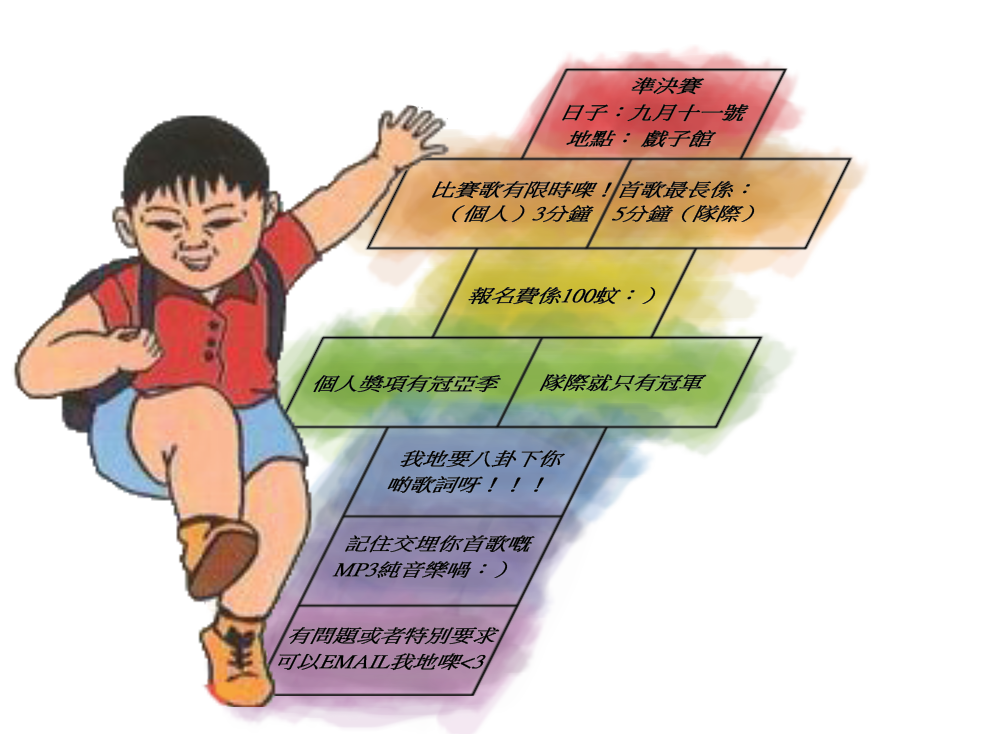 準決賽
日子：九月十一號
地點： 戲子館
比賽歌有限時㗎！首歌最長係：
（個人）3分鐘 5分鐘（隊際）
報名費係100蚊：）
個人獎項有冠亞季 隊際就只有冠軍
我地要八卦下你
啲歌詞呀！！！
記住交埋你首歌嘅
MP3純音樂喎：）
有問題或者特別要求
可以EMAIL我地㗎<3